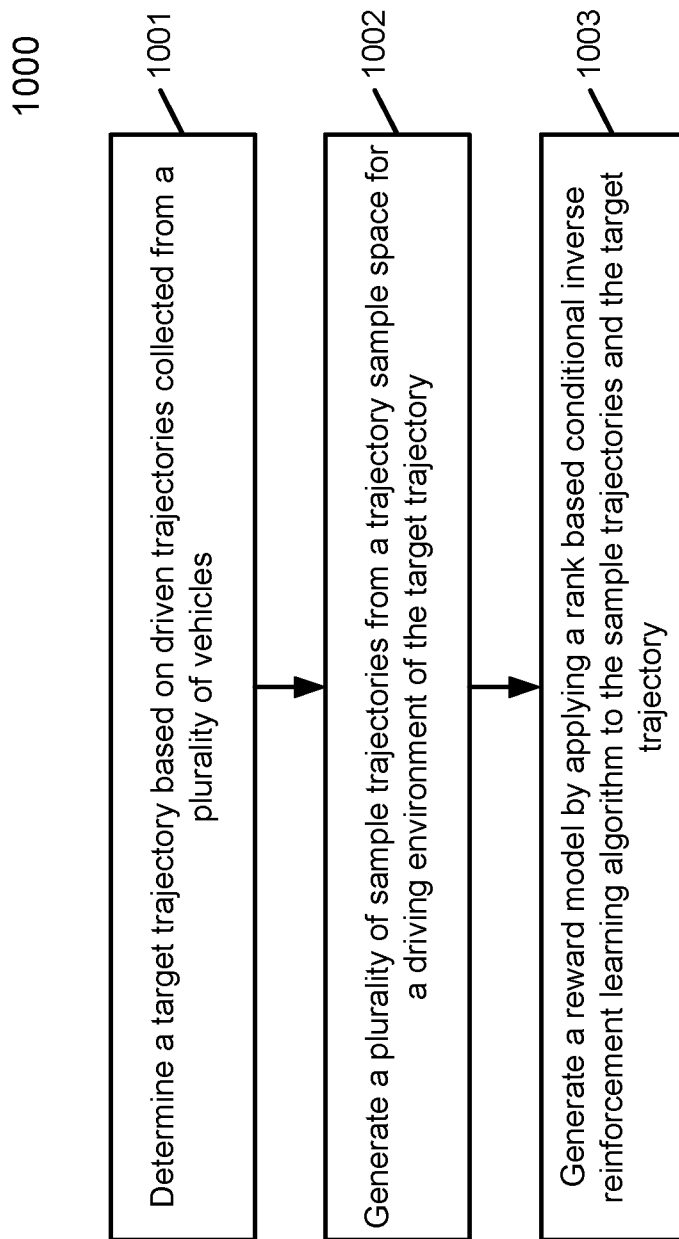 1000
1001
Determine a target trajectory based on driven trajectories collected from a
plurality of vehicles
1002
Generate a plurality of sample trajectories from a trajectory sample space for
a driving environment of the target trajectory
1003
Generate a reward model by applying a rank based conditional inverse
reinforcement learning algorithm to the sample trajectories and the target
trajectory